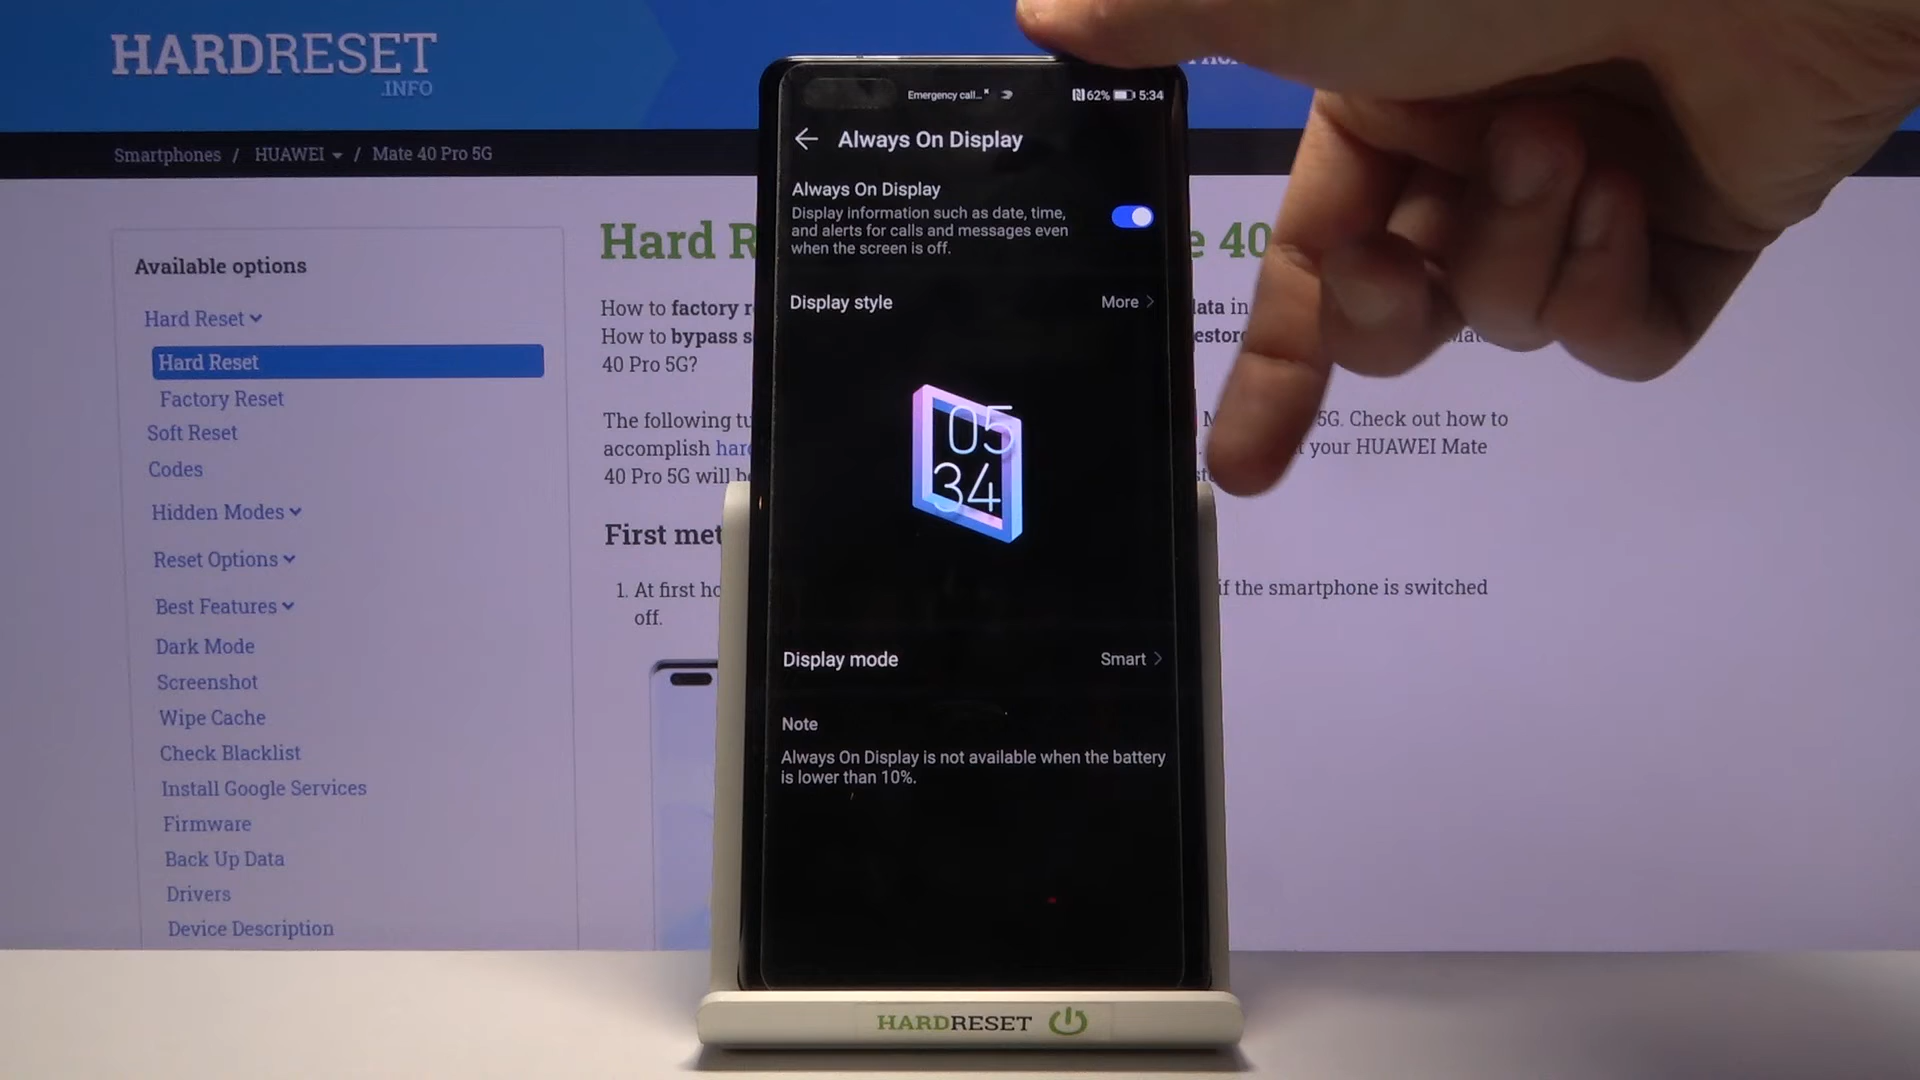 HARDRESET
.INFO
Smartphones / HUAWEI / Mate 40 Pro 5G
Available options
Hard Reset
Hard Reset
Factory Reset
Soft Reset
Codes
Hidden Modes
Reset Options
Best Features
Dark Mode
Screenshot
Wipe Cache
Check Blacklist
Install Google Services
Firmware
Back Up Data
Drivers
Device Description
Hard R
e 40
How to factory r
data in
How to bypass s
estor
40 Pro 5G?
The following tu
5G. Check out how to
accomplish hard
your HUAWEI Mate
40 Pro 5G will be
First met
1. At first ho
if the smartphone is switched
off.
Emergency call... 62% 5:34
Always On Display
Always On Display
Display information such as date, time,
and alerts for calls and messages even
when the screen is off.
Display style More
05
34
Display mode Smart
Note
Always On Display is not available when the battery
is lower than 10%.
HARDRESET